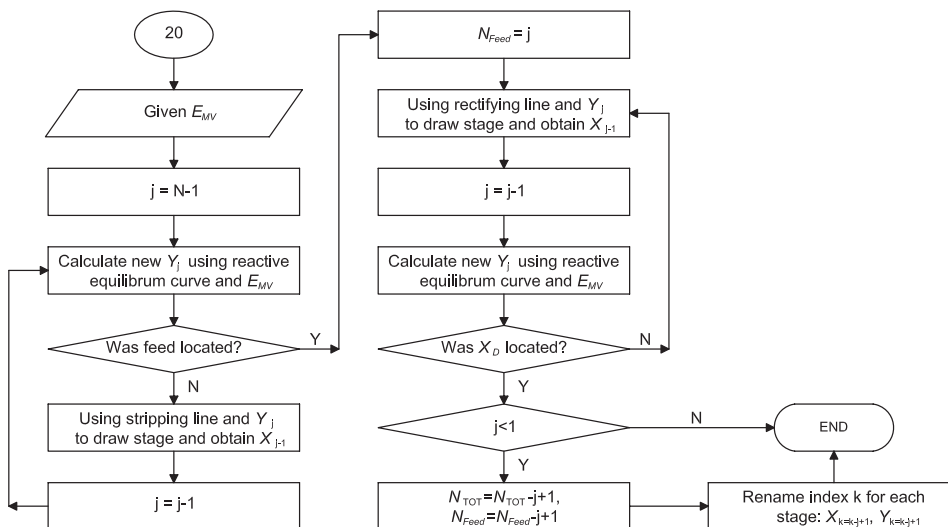 20
Given E_MV
j = N-1
Calculate new Y_j using reactive
equilibrum curve and E_MV
Was feed located?
Y
N
Using stripping line and Y_j
to draw stage and obtain X_j-1
j = j-1
N_Feed = j
Using rectifying line and Y_j
to draw stage and obtain X_j-1
j = j-1
Calculate new Y_j using reactive
equilibrum curve and E_MV
Was X_D located?
N
Y
j<1
N
END
Y
N_TOT=N_TOT-j+1,
N_Feed=N_Feed-j+1
Rename index k for each
stage: X_k=k-j+1, Y_k=k-j+1